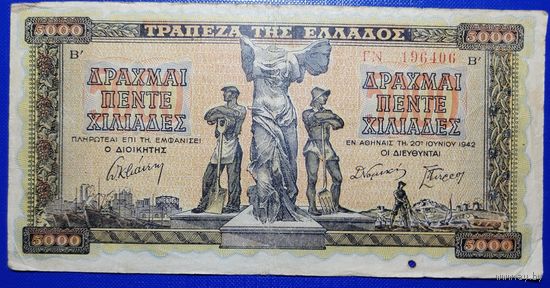 5000 ΤΡΑΠΕΖΑ ΤΗΣ ΕΛΛΑΔΟΣ 5000
Β′ ΓΝ 196406 Β′
ΔΡΑΧΜΑΙ
ΠΕΝΤΕ
ΧΙΛΙΑΔΕΣ
ΠΛΗΡΩΤΕΑΙ ΕΠΙ ΤΗ ΕΜΦΑΝΙΣΕΙ
Ο ΔΙΟΙΚΗΤΗΣ
ΔΡΑΧΜΑΙ
ΠΕΝΤΕ
ΧΙΛΙΑΔΕΣ
ΕΝ ΑΘΗΝΑΙΣ ΤΗ 20ῃ ΙΟΥΝΙΟΥ 1942
ΟΙ ΔΙΕΥΘΥΝΤΑΙ
5000 5000